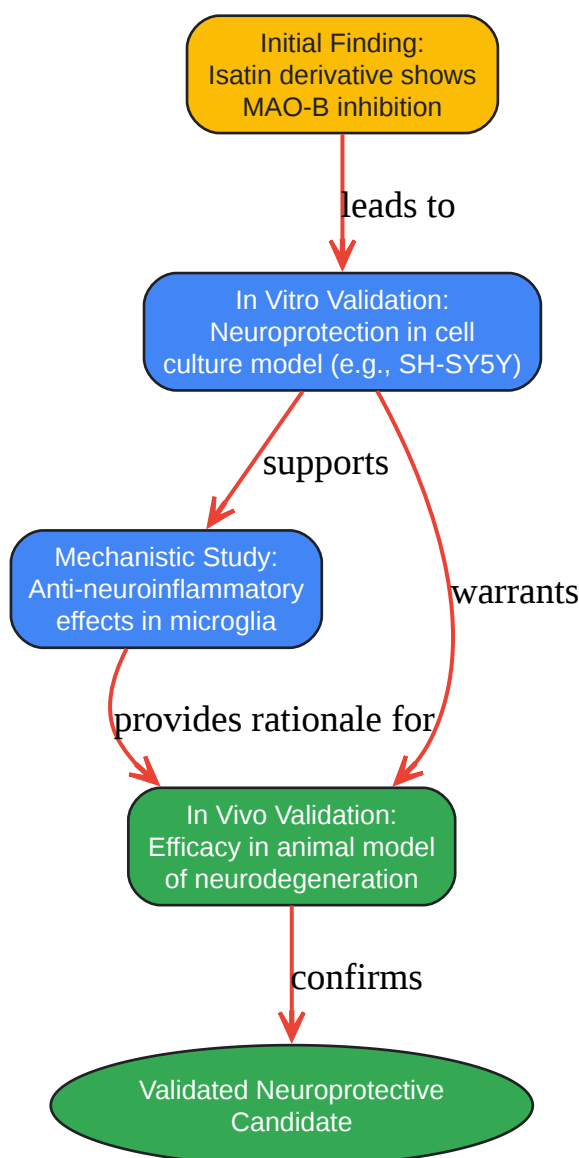 Initial Finding:
Isatin derivative shows
MAO-B inhibition
leads to
In Vitro Validation:
Neuroprotection in cell
culture model (e.g., SH-SY5Y)
supports
warrants
Mechanistic Study:
Anti-neuroinflammatory
effects in microglia
provides rationale for
In Vivo Validation:
Efficacy in animal model
of neurodegeneration
confirms
Validated Neuroprotective
Candidate